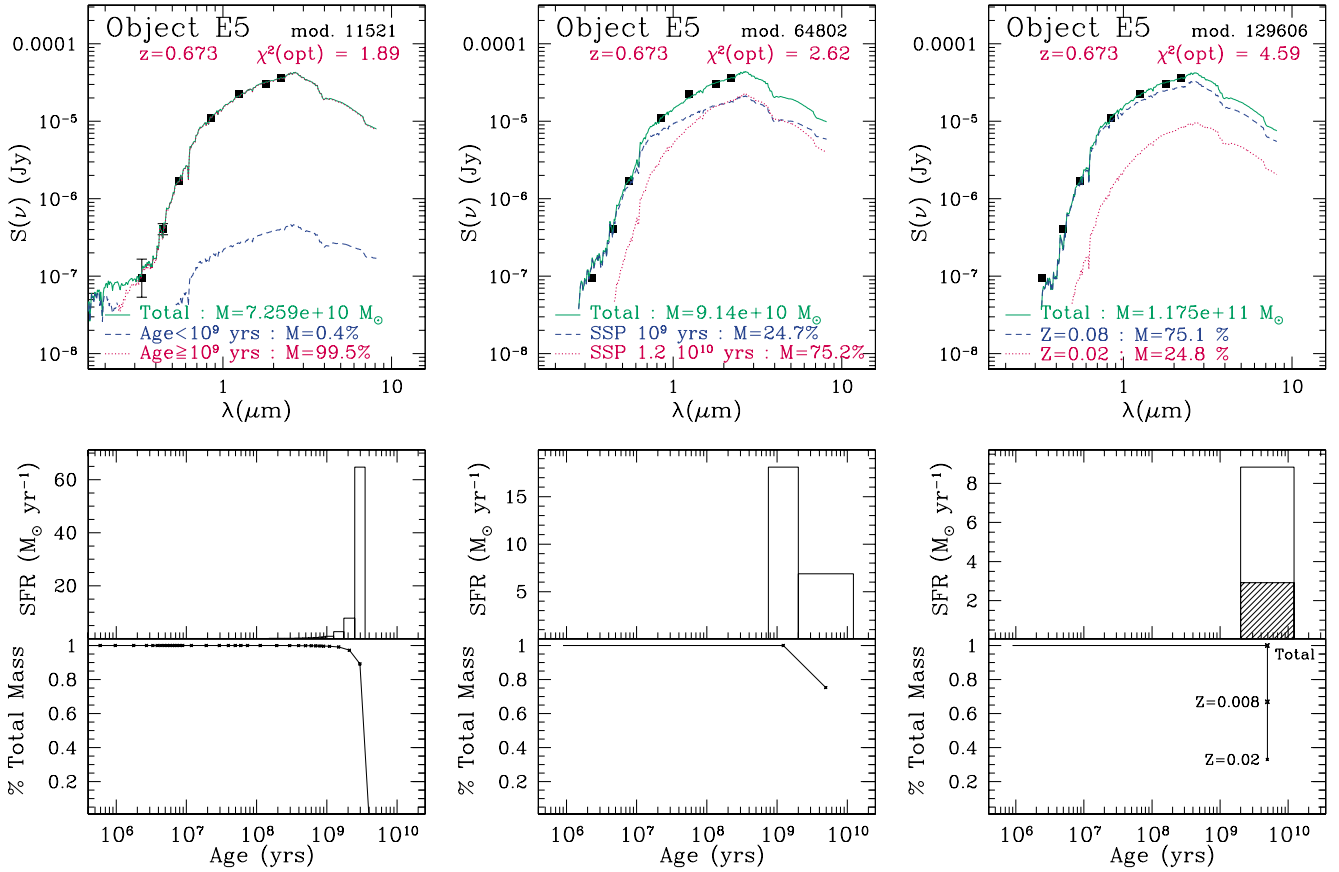 Object E5 mod. 11521
z=0.673 χ²(opt) = 1.89
0.0001
10⁻⁵
10⁻⁶
10⁻⁷
10⁻⁸
S(ν) (Jy)
Total : M=7.259e+10 M☉
Age<10⁹ yrs : M=0.4%
Age≥10⁹ yrs : M=99.5%
1 10
λ(μm)
Object E5 mod. 64802
z=0.673 χ²(opt) = 2.62
0.0001
10⁻⁵
10⁻⁶
10⁻⁷
10⁻⁸
S(ν) (Jy)
Total : M=9.14e+10 M☉
SSP 10⁹ yrs : M=24.7%
SSP 1.2 10¹⁰ yrs : M=75.2%
1 10
λ(μm)
Object E5 mod. 129606
z=0.673 χ²(opt) = 4.59
0.0001
10⁻⁵
10⁻⁶
10⁻⁷
10⁻⁸
S(ν) (Jy)
Total : M=1.175e+11 M☉
Z=0.08 : M=75.1 %
Z=0.02 : M=24.8 %
1 10
λ(μm)
60
40
20
SFR (M☉ yr⁻¹)
1
0.8
0.6
0.4
0.2
% Total Mass
10⁶ 10⁷ 10⁸ 10⁹ 10¹⁰
Age (yrs)
15
10
5
SFR (M☉ yr⁻¹)
1
0.8
0.6
0.4
0.2
% Total Mass
10⁶ 10⁷ 10⁸ 10⁹ 10¹⁰
Age (yrs)
8
6
4
2
SFR (M☉ yr⁻¹)
1
0.8
0.6
0.4
0.2
% Total Mass
Total
Z=0.008
Z=0.02
10⁶ 10⁷ 10⁸ 10⁹ 10¹⁰
Age (yrs)